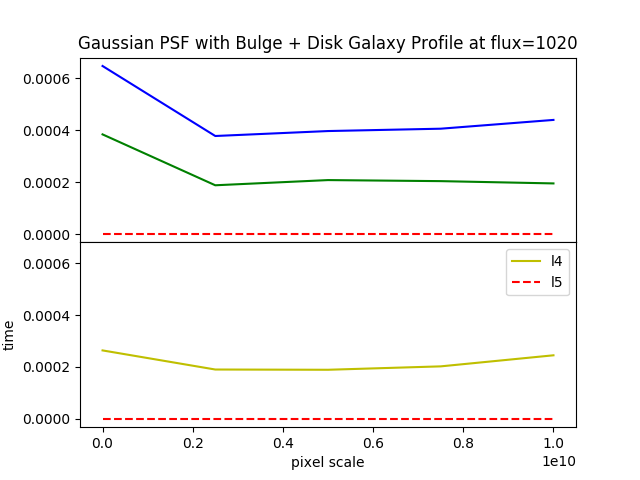 Gaussian PSF with Bulge + Disk Galaxy Profile at flux=1020
0.0006
0.0004
0.0002
0.0000
0.0006
0.0004
0.0002
0.0000
time
l4
l5
0.0 0.2 0.4 0.6 0.8 1.0
pixel scale
1e10